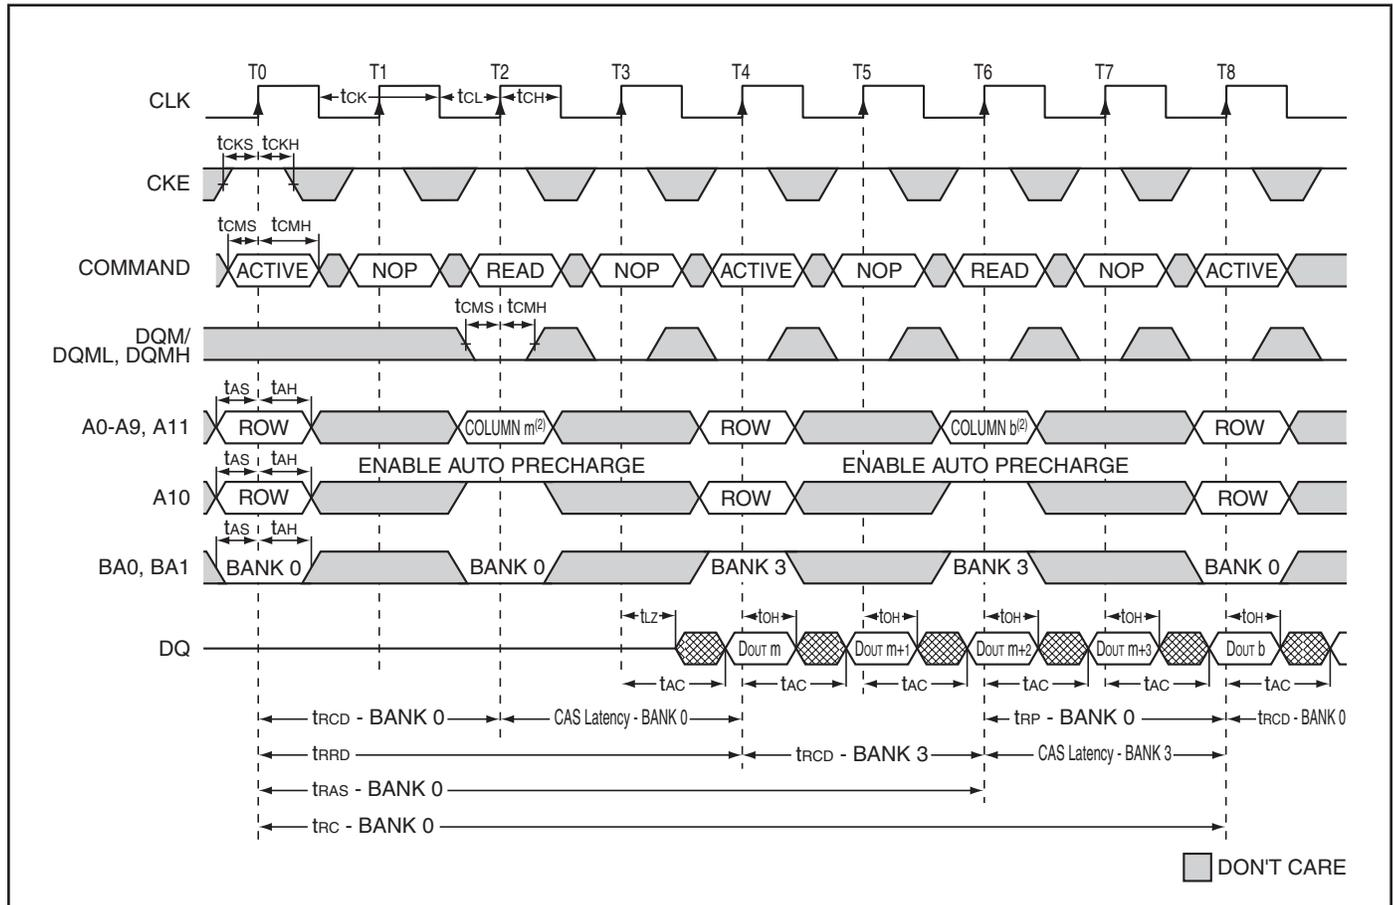 T0 T1 T2 T3 T4 T5 T6 T7 T8
CLK tCK tCL tCH
tCKS tCKH
CKE
tCMS tCMH
COMMAND ACTIVE NOP READ NOP ACTIVE NOP READ NOP ACTIVE
tCMS tCMH
DQM/
DQML, DQMH
tAS tAH
A0-A9, A11 ROW COLUMN m(2) ROW COLUMN b(2) ROW
tAS tAH ENABLE AUTO PRECHARGE ENABLE AUTO PRECHARGE
A10 ROW ROW ROW
tAS tAH
BA0, BA1 BANK 0 BANK 0 BANK 3 BANK 3 BANK 0
tLZ tOH tOH tOH tOH tOH
DQ DOUT m DOUT m+1 DOUT m+2 DOUT m+3 DOUT b
tAC tAC tAC tAC tAC tAC
tRCD - BANK 0 CAS Latency - BANK 0 tRP - BANK 0 tRCD - BANK 0
tRRD tRCD - BANK 3 CAS Latency - BANK 3
tRAS - BANK 0
tRC - BANK 0
DON'T CARE